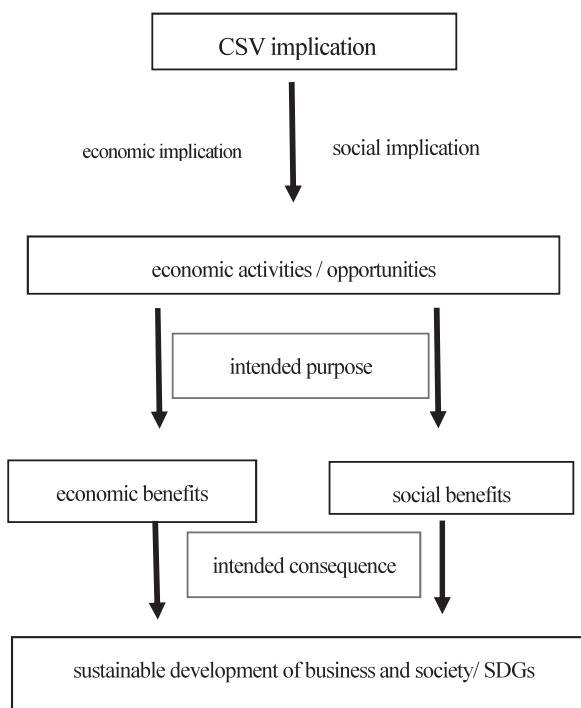 CSV implication
economic implication
social implication
economic activities / opportunities
intended purpose
economic benefits
social benefits
intended consequence
sustainable development of business and society/ SDGs